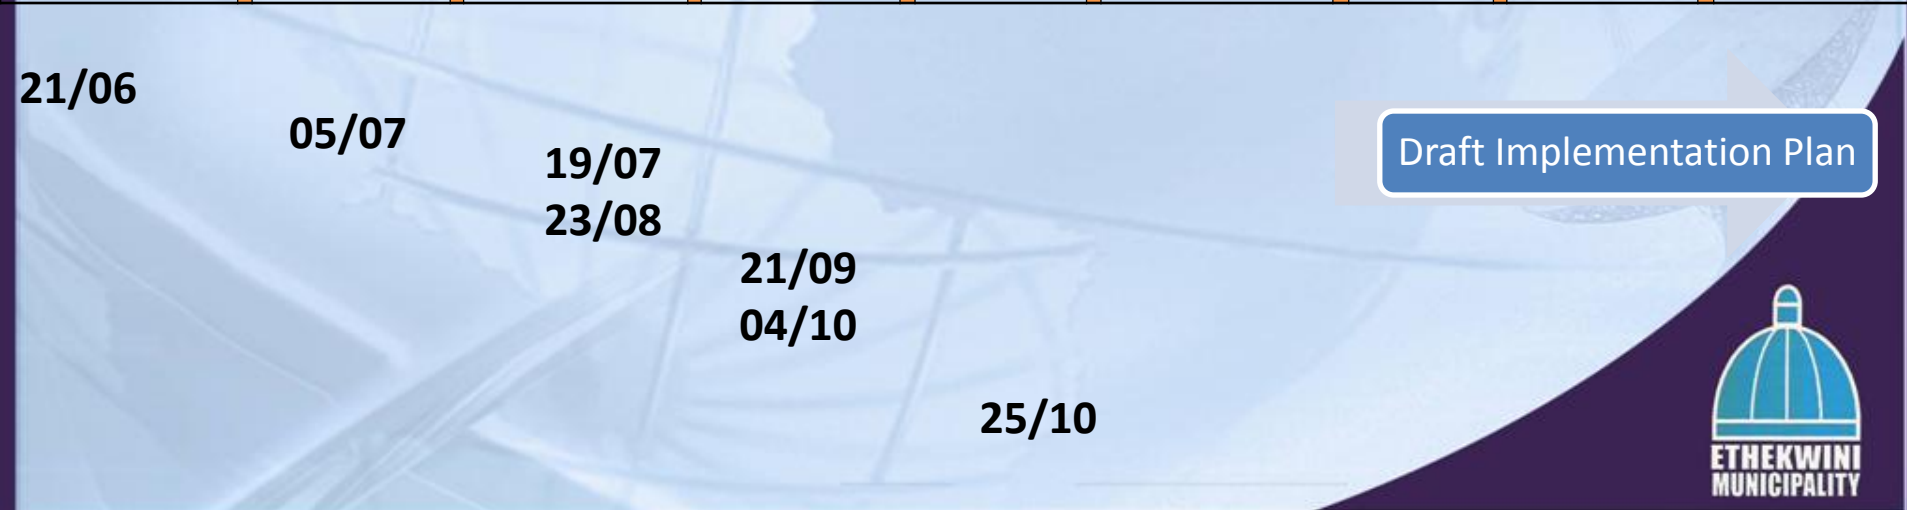 21/06
05/07
19/07
23/08
21/09
04/10
25/10
Draft Implementation Plan
ETHEKWINI
MUNICIPALITY